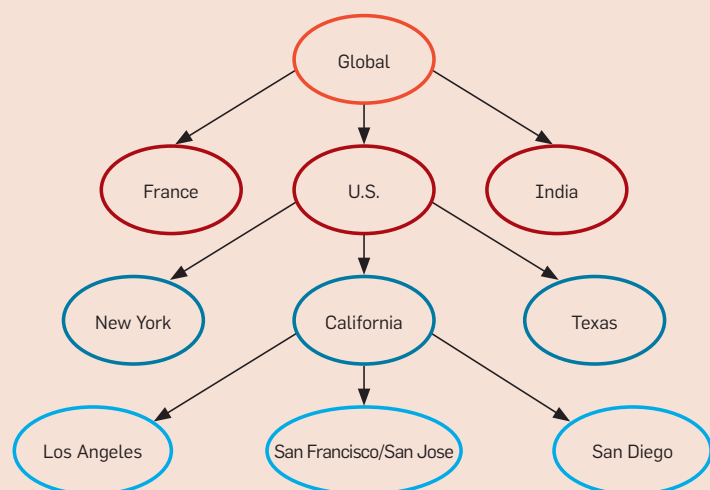 Global
France
U.S.
India
New York
California
Texas
Los Angeles
San Francisco/San Jose
San Diego